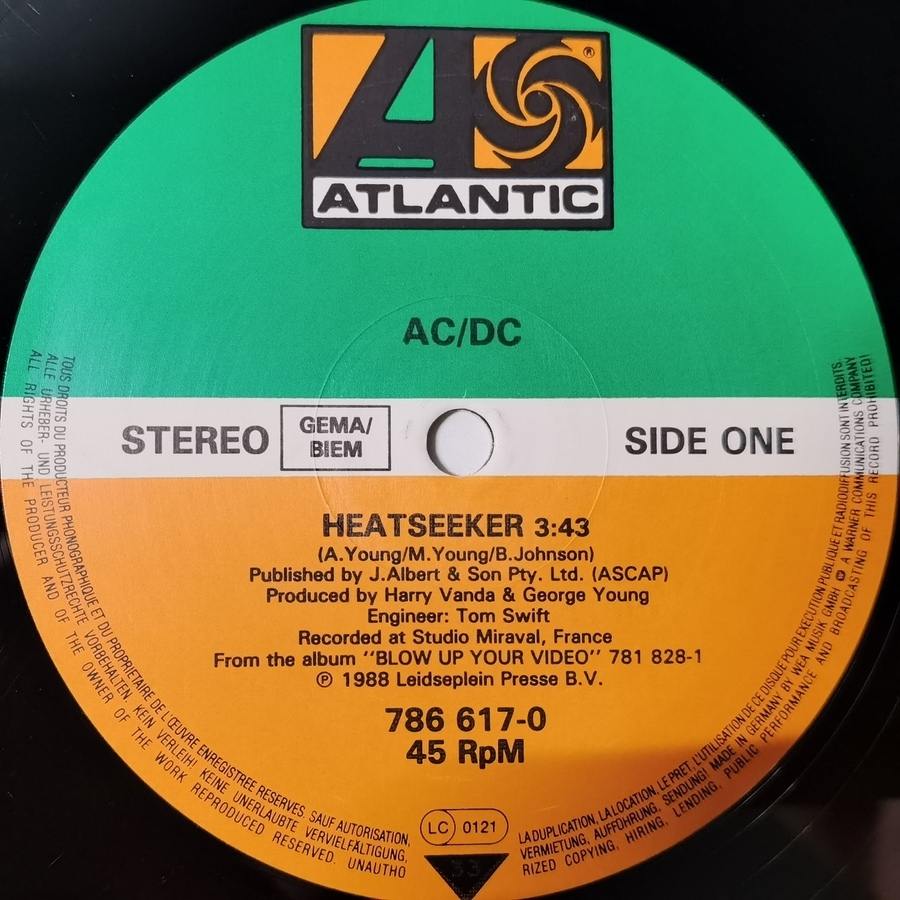 A
®
ATLANTIC
AC/DC
STEREO
GEMA/
BIEM
SIDE ONE
HEATSEEKER 3:43
(A.Young/M.Young/B.Johnson)
Published by J.Albert & Son Pty. Ltd. (ASCAP)
Produced by Harry Vanda & George Young
Engineer: Tom Swift
Recorded at Studio Miraval, France
From the album "BLOW UP YOUR VIDEO" 781 828-1
℗ 1988 Leidseplein Presse B.V.
786 617-0
45 RpM
LC 0121
33
TOUS DROITS DU PRODUCTEUR PHONOGRAPHIQUE ET DU PROPRIETAIRE DE L'ŒUVRE ENREGISTREE RESERVES. SAUF AUTORISATION, LA DUPLICATION, LA LOCATION, LE PRET, L'UTILISATION DE CE DISQUE POUR EXECUTION PUBLIQUE ET RADIODIFFUSION SONT INTERDITS.
ALLE URHEBER- UND LEISTUNGSSCHUTZRECHTE VORBEHALTEN. KEIN VERLEIH! KEINE UNERLAUBTE VERVIELFÄLTIGUNG, VERMIETUNG, AUFFÜHRUNG, SENDUNG! MADE IN GERMANY BY WEA MUSIK GMBH A WARNER COMMUNICATIONS COMPANY
ALL RIGHTS OF THE PRODUCER AND OF THE OWNER OF THE WORK REPRODUCED RESERVED. UNAUTHORIZED COPYING, HIRING, LENDING, PUBLIC PERFORMANCE AND BROADCASTING OF THIS RECORD PROHIBITED!